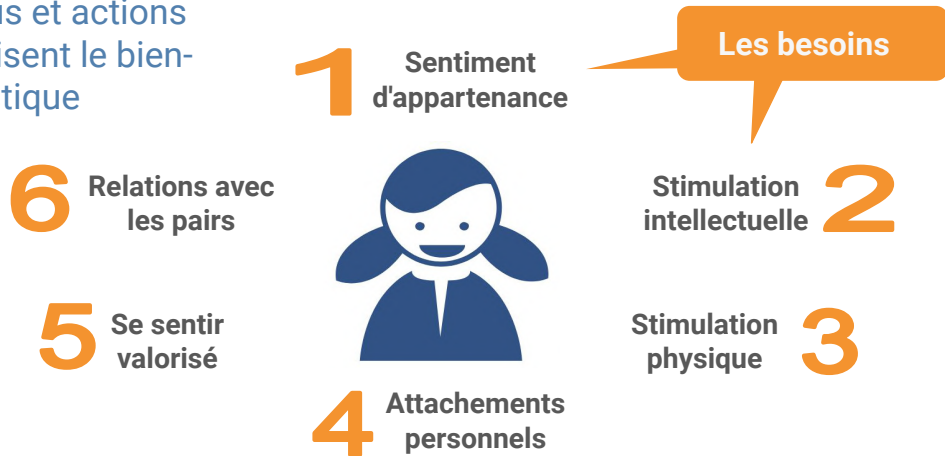 us et actions
isent le bien-
tique
Les besoins
1
Sentiment
d'appartenance
2
Stimulation
intellectuelle
3
Stimulation
physique
4
Attachements
personnels
5
Se sentir
valorisé
6
Relations avec
les pairs